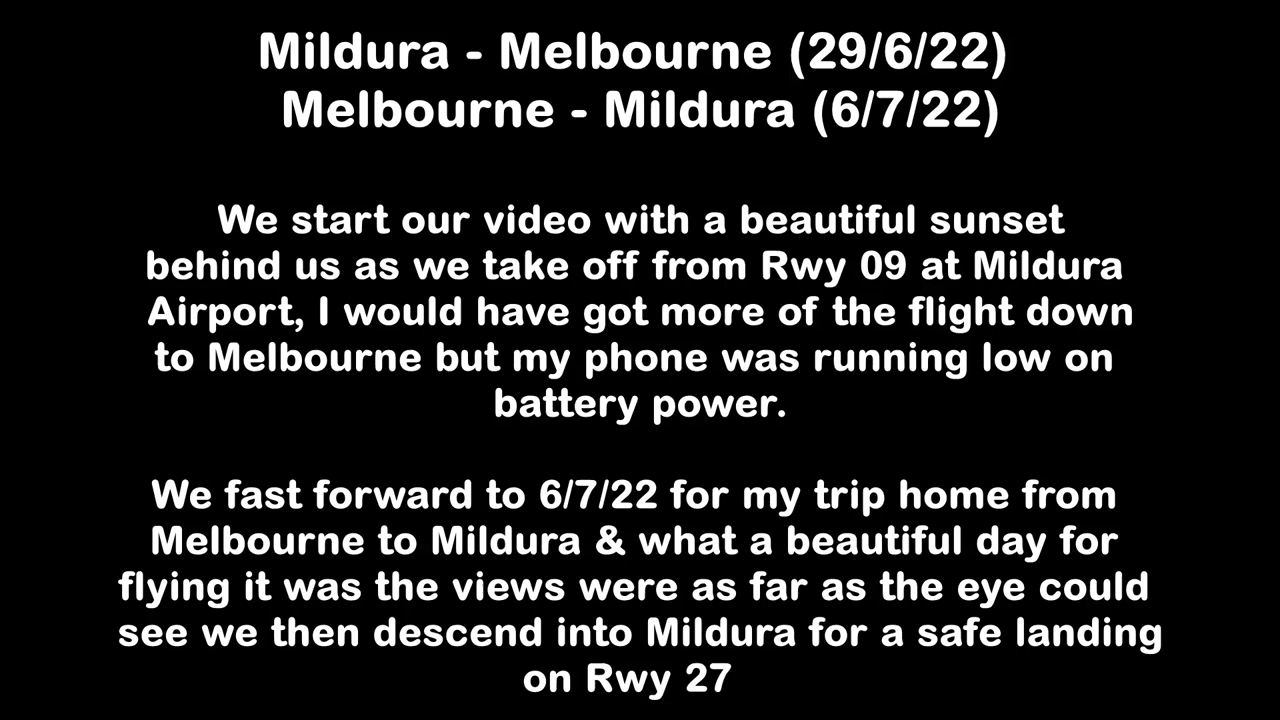 Mildura - Melbourne (29/6/22)
Melbourne - Mildura (6/7/22)
We start our video with a beautiful sunset
behind us as we take off from Rwy 09 at Mildura
Airport, I would have got more of the flight down
to Melbourne but my phone was running low on
battery power.
We fast forward to 6/7/22 for my trip home from
Melbourne to Mildura & what a beautiful day for
flying it was the views were as far as the eye could
see we then descend into Mildura for a safe landing
on Rwy 27